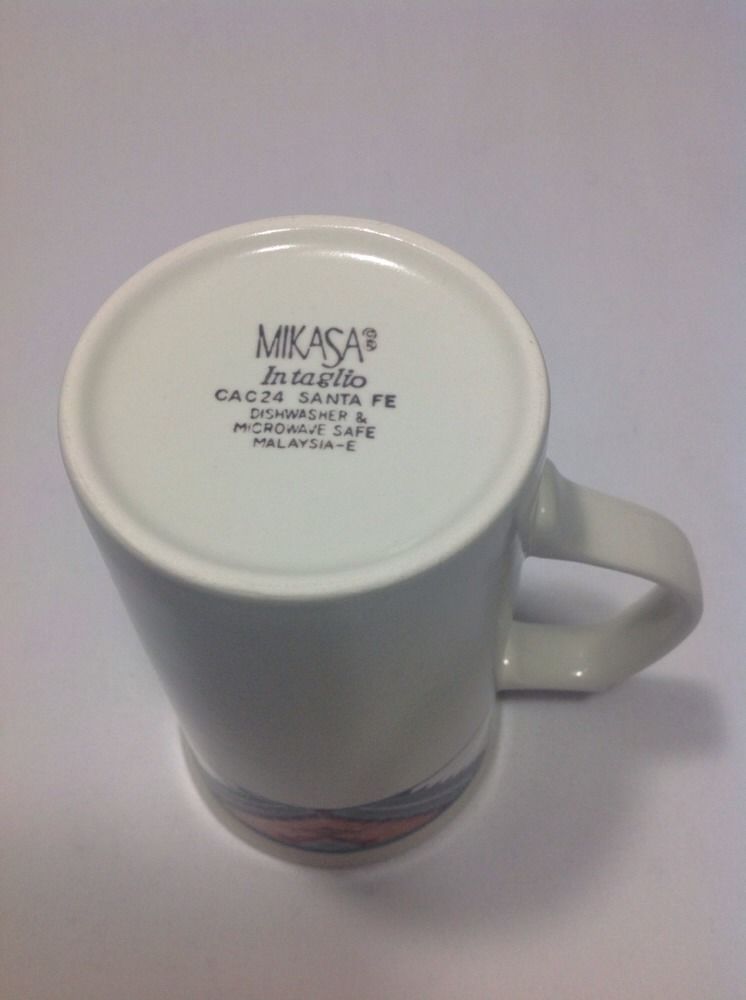 MIKASA®
Intaglio
CAC24 SANTA FE
DISHWASHER &
MICROWAVE SAFE
MALAYSIA-E